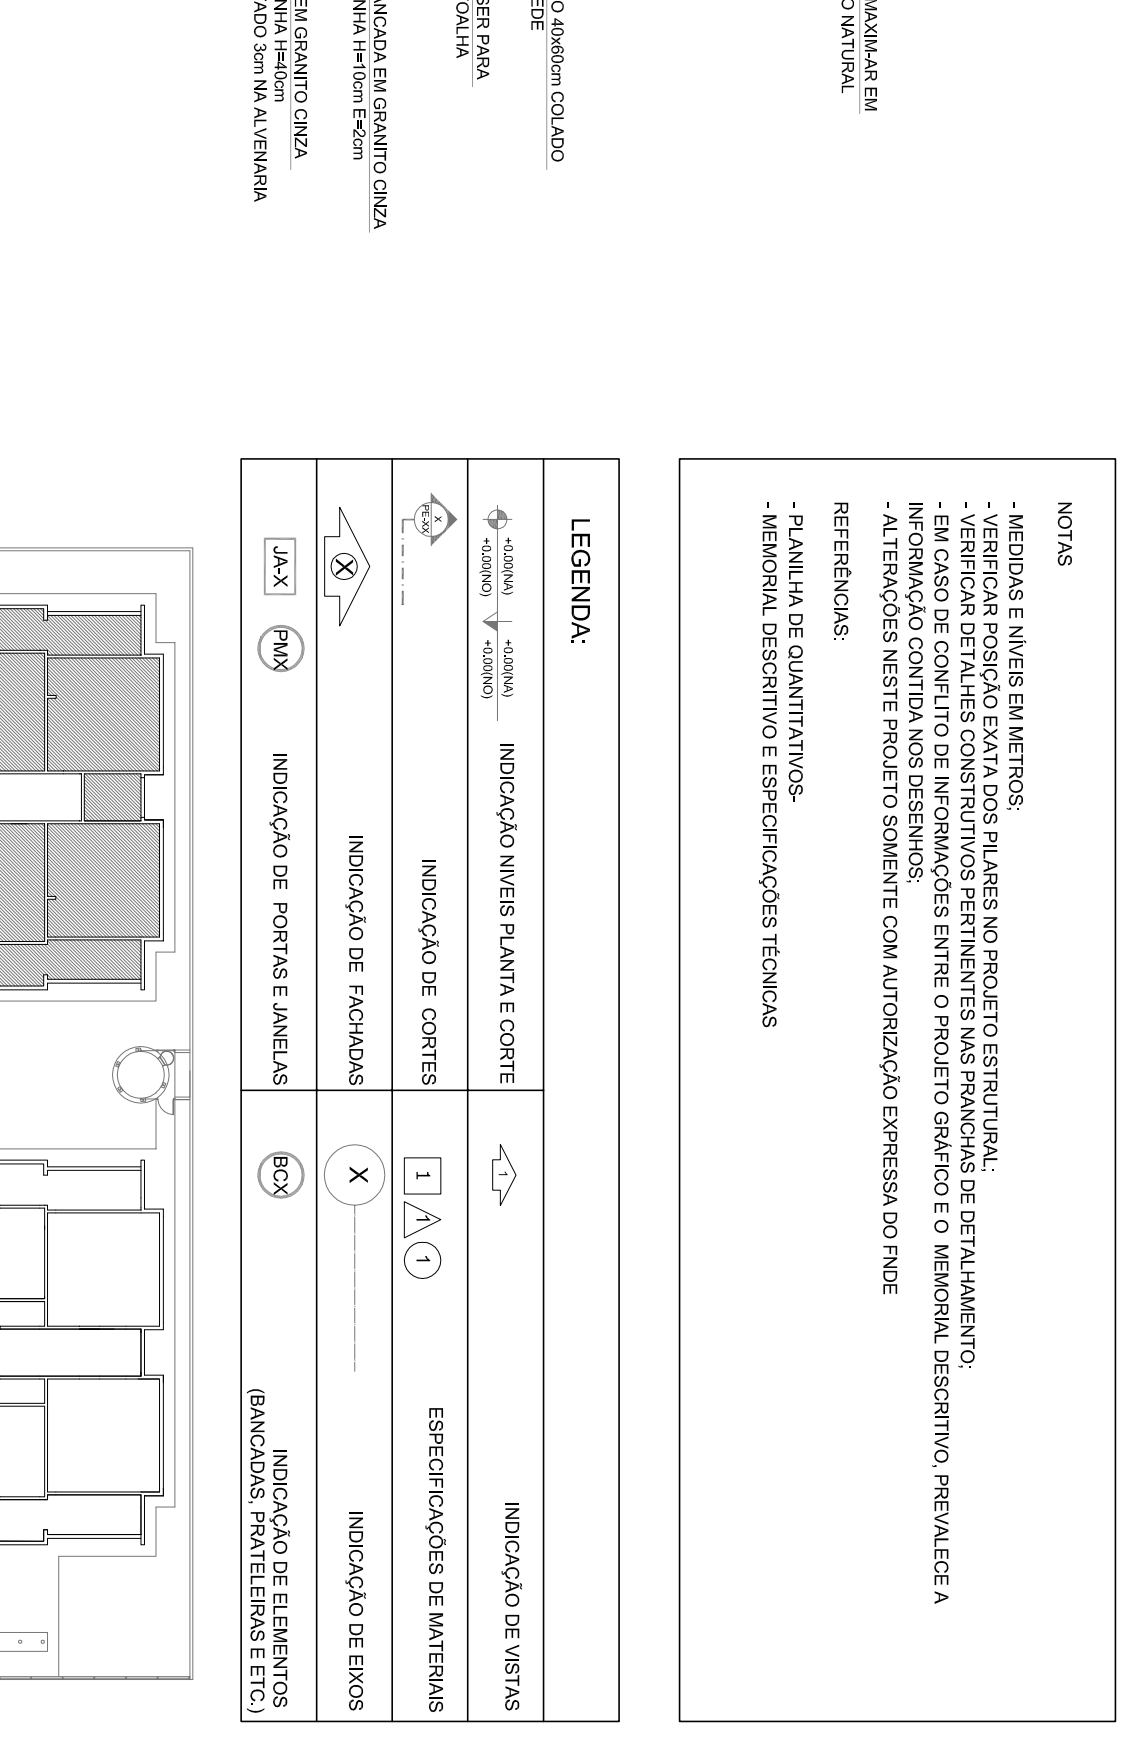 NOTAS
- MEDIDAS E NÍVEIS EM METROS;
- VERIFICAR POSIÇÃO EXATA DOS PILARES NO PROJETO ESTRUTURAL;
- VERIFICAR DETALHES CONSTRUTIVOS PERTINENTES NAS PRANCHAS DE DETALHAMENTO;
- EM CASO DE CONFLITO DE INFORMAÇÕES ENTRE O PROJETO GRÁFICO E O MEMORIAL DESCRITIVO, PREVALECE A
INFORMAÇÃO CONTIDA NOS DESENHOS;
- ALTERAÇÕES NESTE PROJETO SOMENTE COM AUTORIZAÇÃO EXPRESSA DO FNDE
REFERÊNCIAS:
- PLANILHA DE QUANTITATIVOS-
- MEMORIAL DESCRITIVO E ESPECIFICAÇÕES TÉCNICAS
MAXIM-AR EM
O NATURAL
O 40x60cm COLADO
EDE
SER PARA
TOALHA
ANCADA EM GRANITO CINZA
NHA H=10cm E=2cm
EM GRANITO CINZA
NHA H=40cm
TADO 3cm NA ALVENARIA
LEGENDA:
+0.00(NA) +0.00(NA)
+0.00(NO) +0.00(NO)
INDICAÇÃO NIVEIS PLANTA E CORTE
1
INDICAÇÃO DE VISTAS
X
PE-XX
INDICAÇÃO DE CORTES
1 1 1
ESPECIFICAÇÕES DE MATERIAIS
X
INDICAÇÃO DE FACHADAS
X
INDICAÇÃO DE EIXOS
JA-X PMX
INDICAÇÃO DE PORTAS E JANELAS
BCX
INDICAÇÃO DE ELEMENTOS
(BANCADAS, PRATELEIRAS E ETC.)